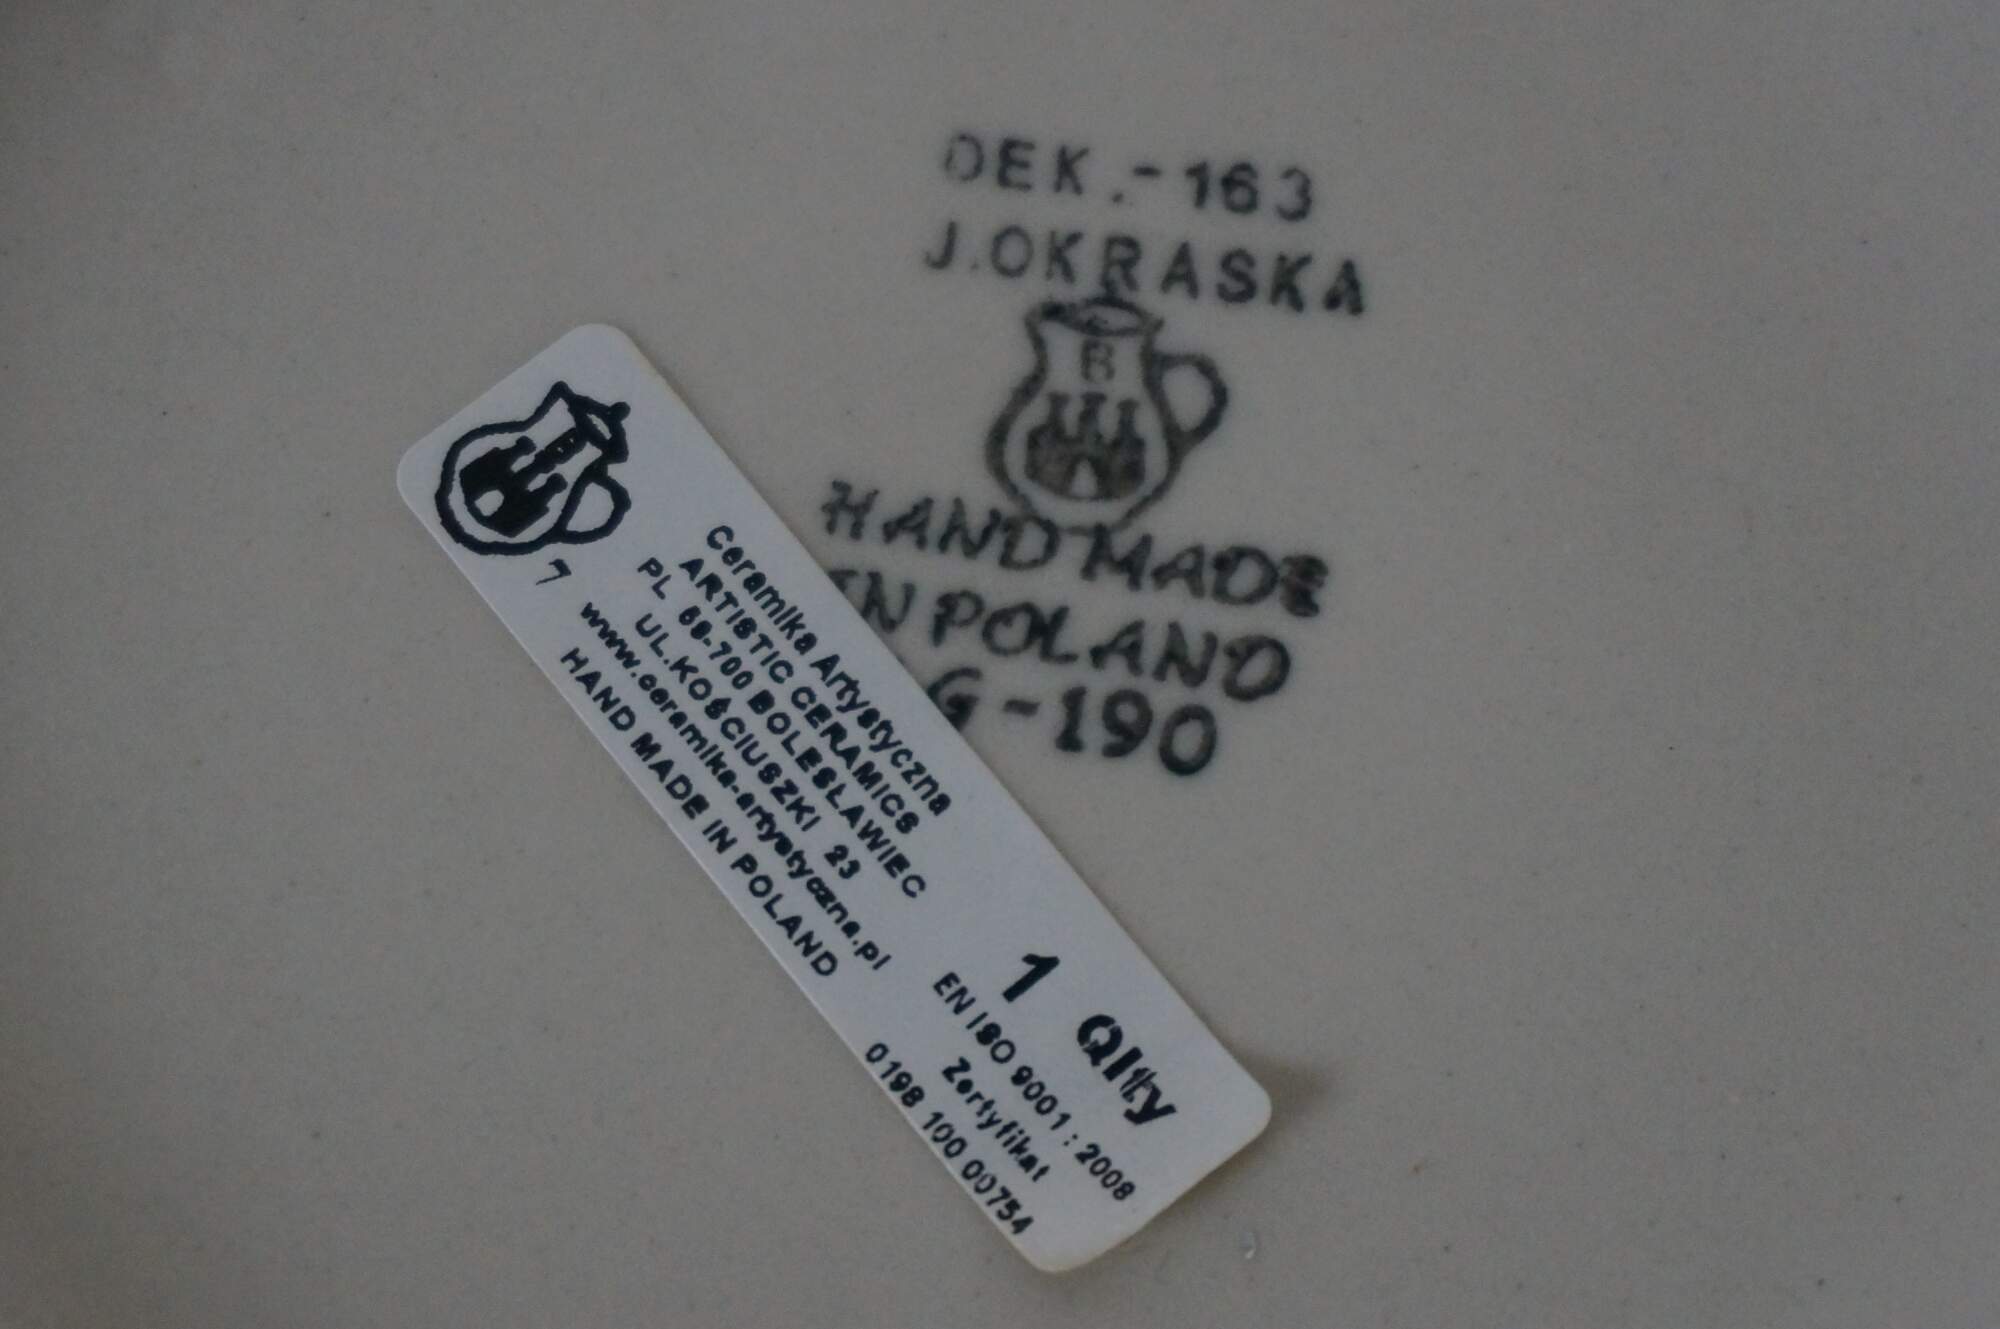 DEK.-163
J.OKRASKA
B
HAND MADE
IN POLAND
G-190
B
7
Ceramika Artystyczna
ARTISTIC CERAMICS
PL 59-700 BOLESŁAWIEC
UL.KOŚCIUSZKI 23
www.ceramika-artystyczna.pl
HAND MADE IN POLAND
1 Qlty
EN ISO 9001 : 2008
Zertyfikat
0198 100 00754